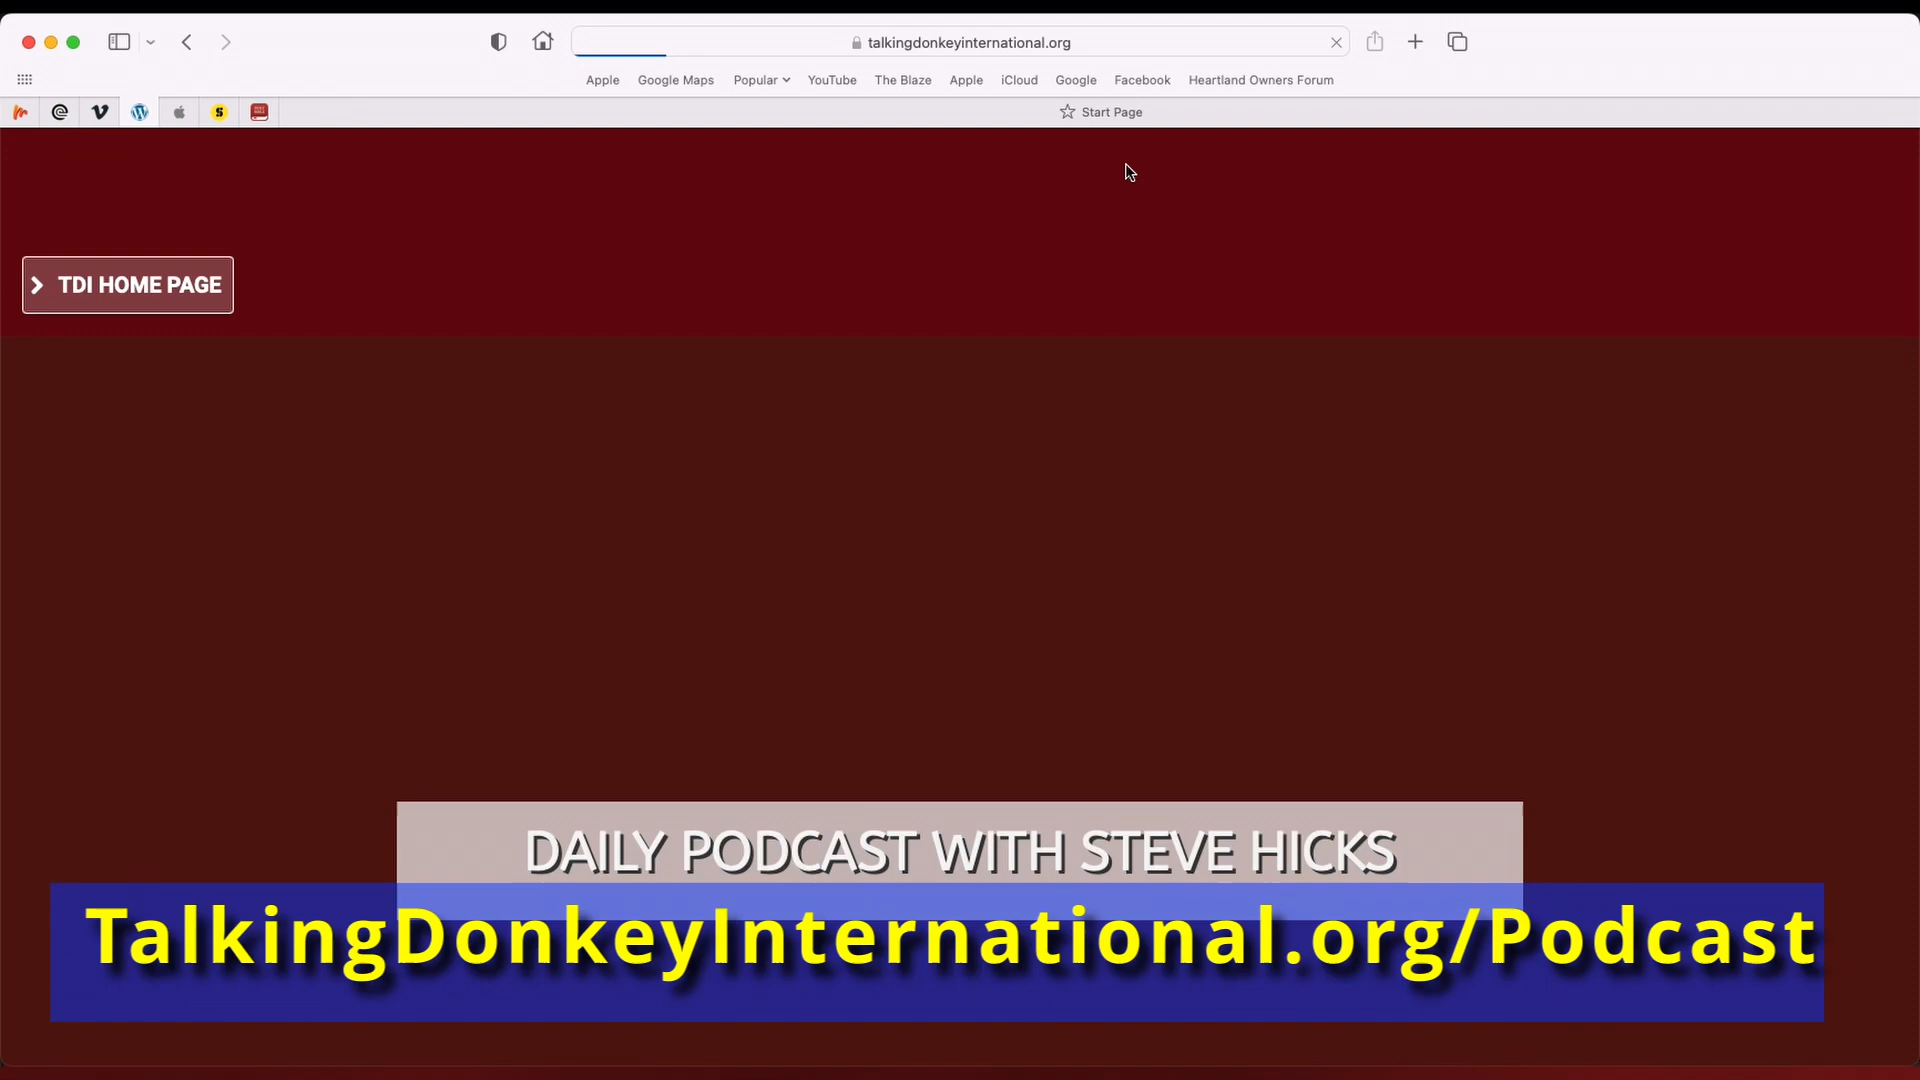 talkingdonkeyinternational.org
Apple Google Maps Popular YouTube The Blaze Apple iCloud Google Facebook Heartland Owners Forum
Start Page
TDI HOME PAGE
DAILY PODCAST WITH STEVE HICKS
TalkingDonkeyInternational.org/Podcast